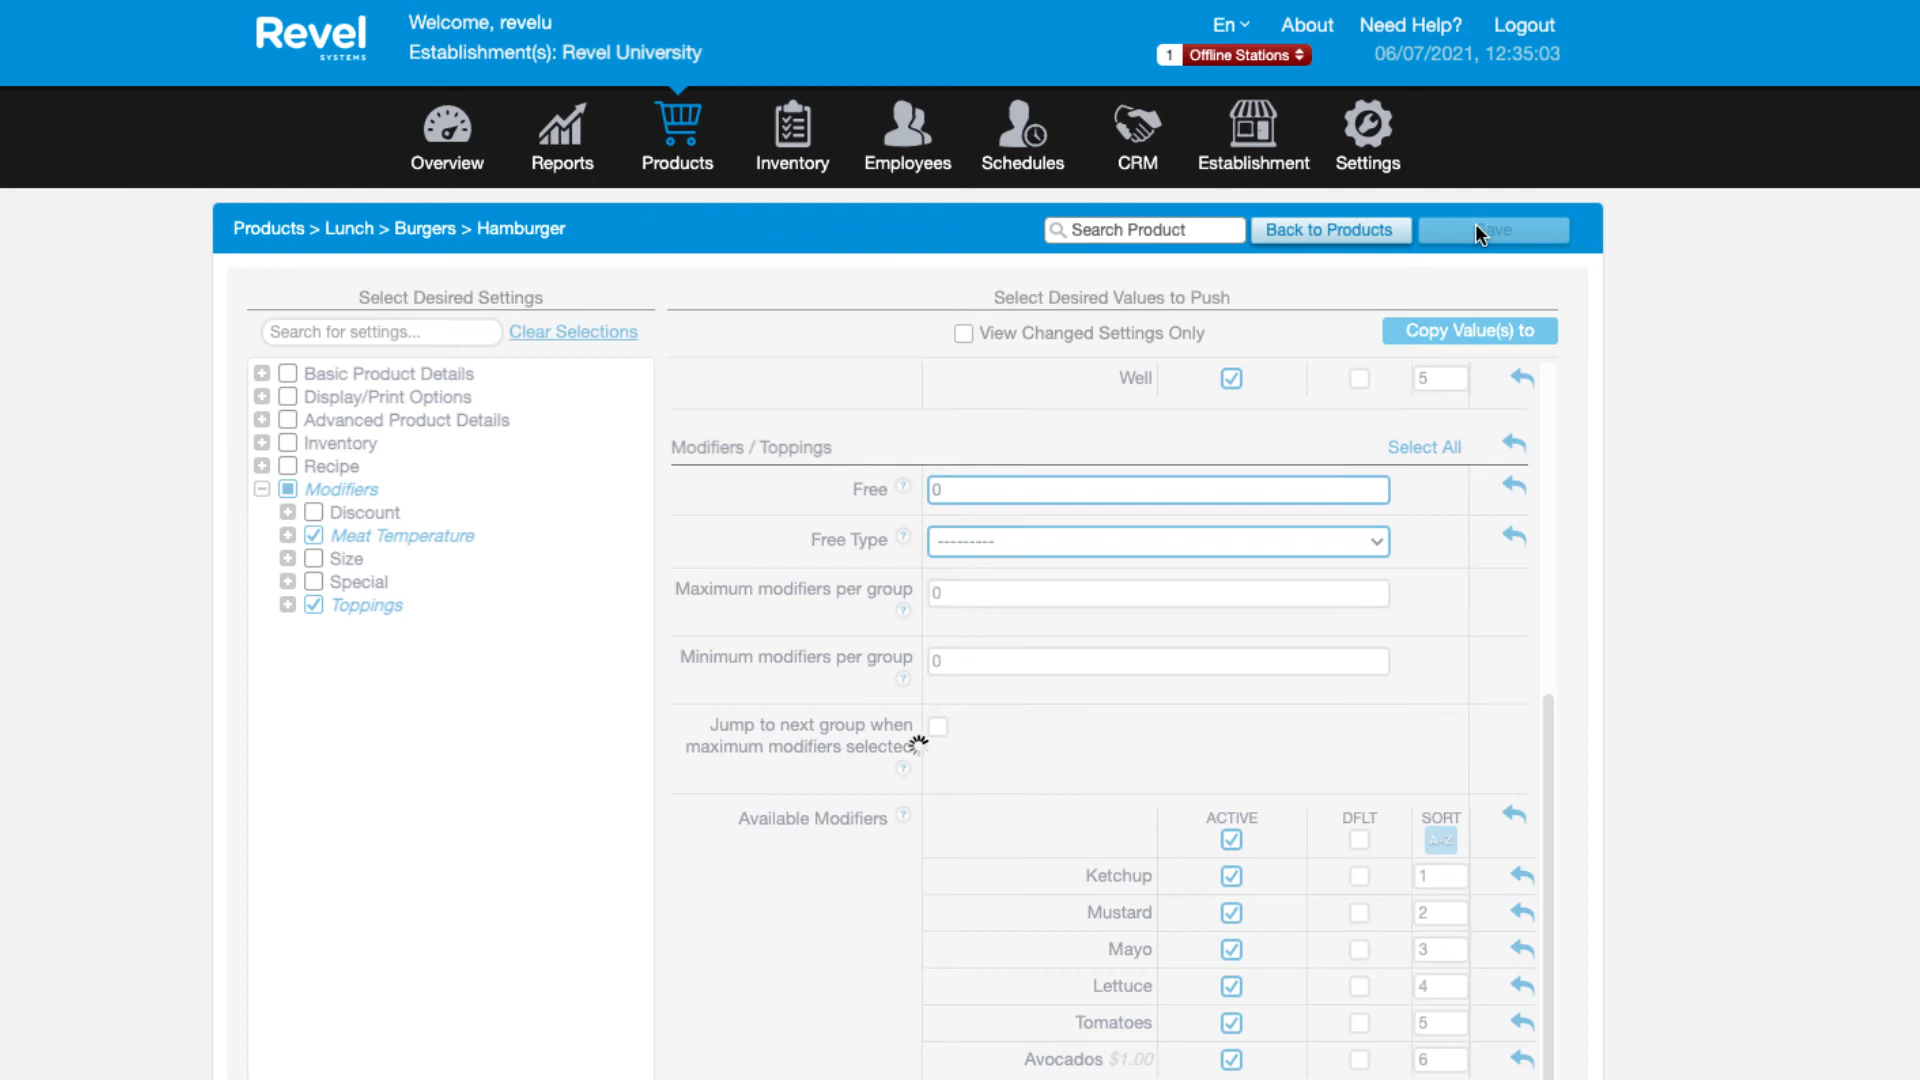 Revel
SYSTEMS
Welcome, revelu
Establishment(s): Revel University
En
About
Need Help?
Logout
1
Offline Stations
06/07/2021, 12:35:03
Overview
Reports
Products
Inventory
Employees
Schedules
CRM
Establishment
Settings
Products > Lunch > Burgers > Hamburger
Search Product
Back to Products
Select Desired Settings
Select Desired Values to Push
Search for settings...
Clear Selections
View Changed Settings Only
Copy Value(s) to
Basic Product Details
Display/Print Options
Advanced Product Details
Inventory
Recipe
Modifiers
Discount
Meat Temperature
Size
Special
Toppings
Well
5
Modifiers / Toppings
Select All
Free ?
0
Free Type ?
---------
Maximum modifiers per group
?
0
Minimum modifiers per group
?
0
Jump to next group when
maximum modifiers selected
?
Available Modifiers ?
ACTIVE
DFLT
SORT
A-Z
Ketchup
1
Mustard
2
Mayo
3
Lettuce
4
Tomatoes
5
Avocados $1.00
6